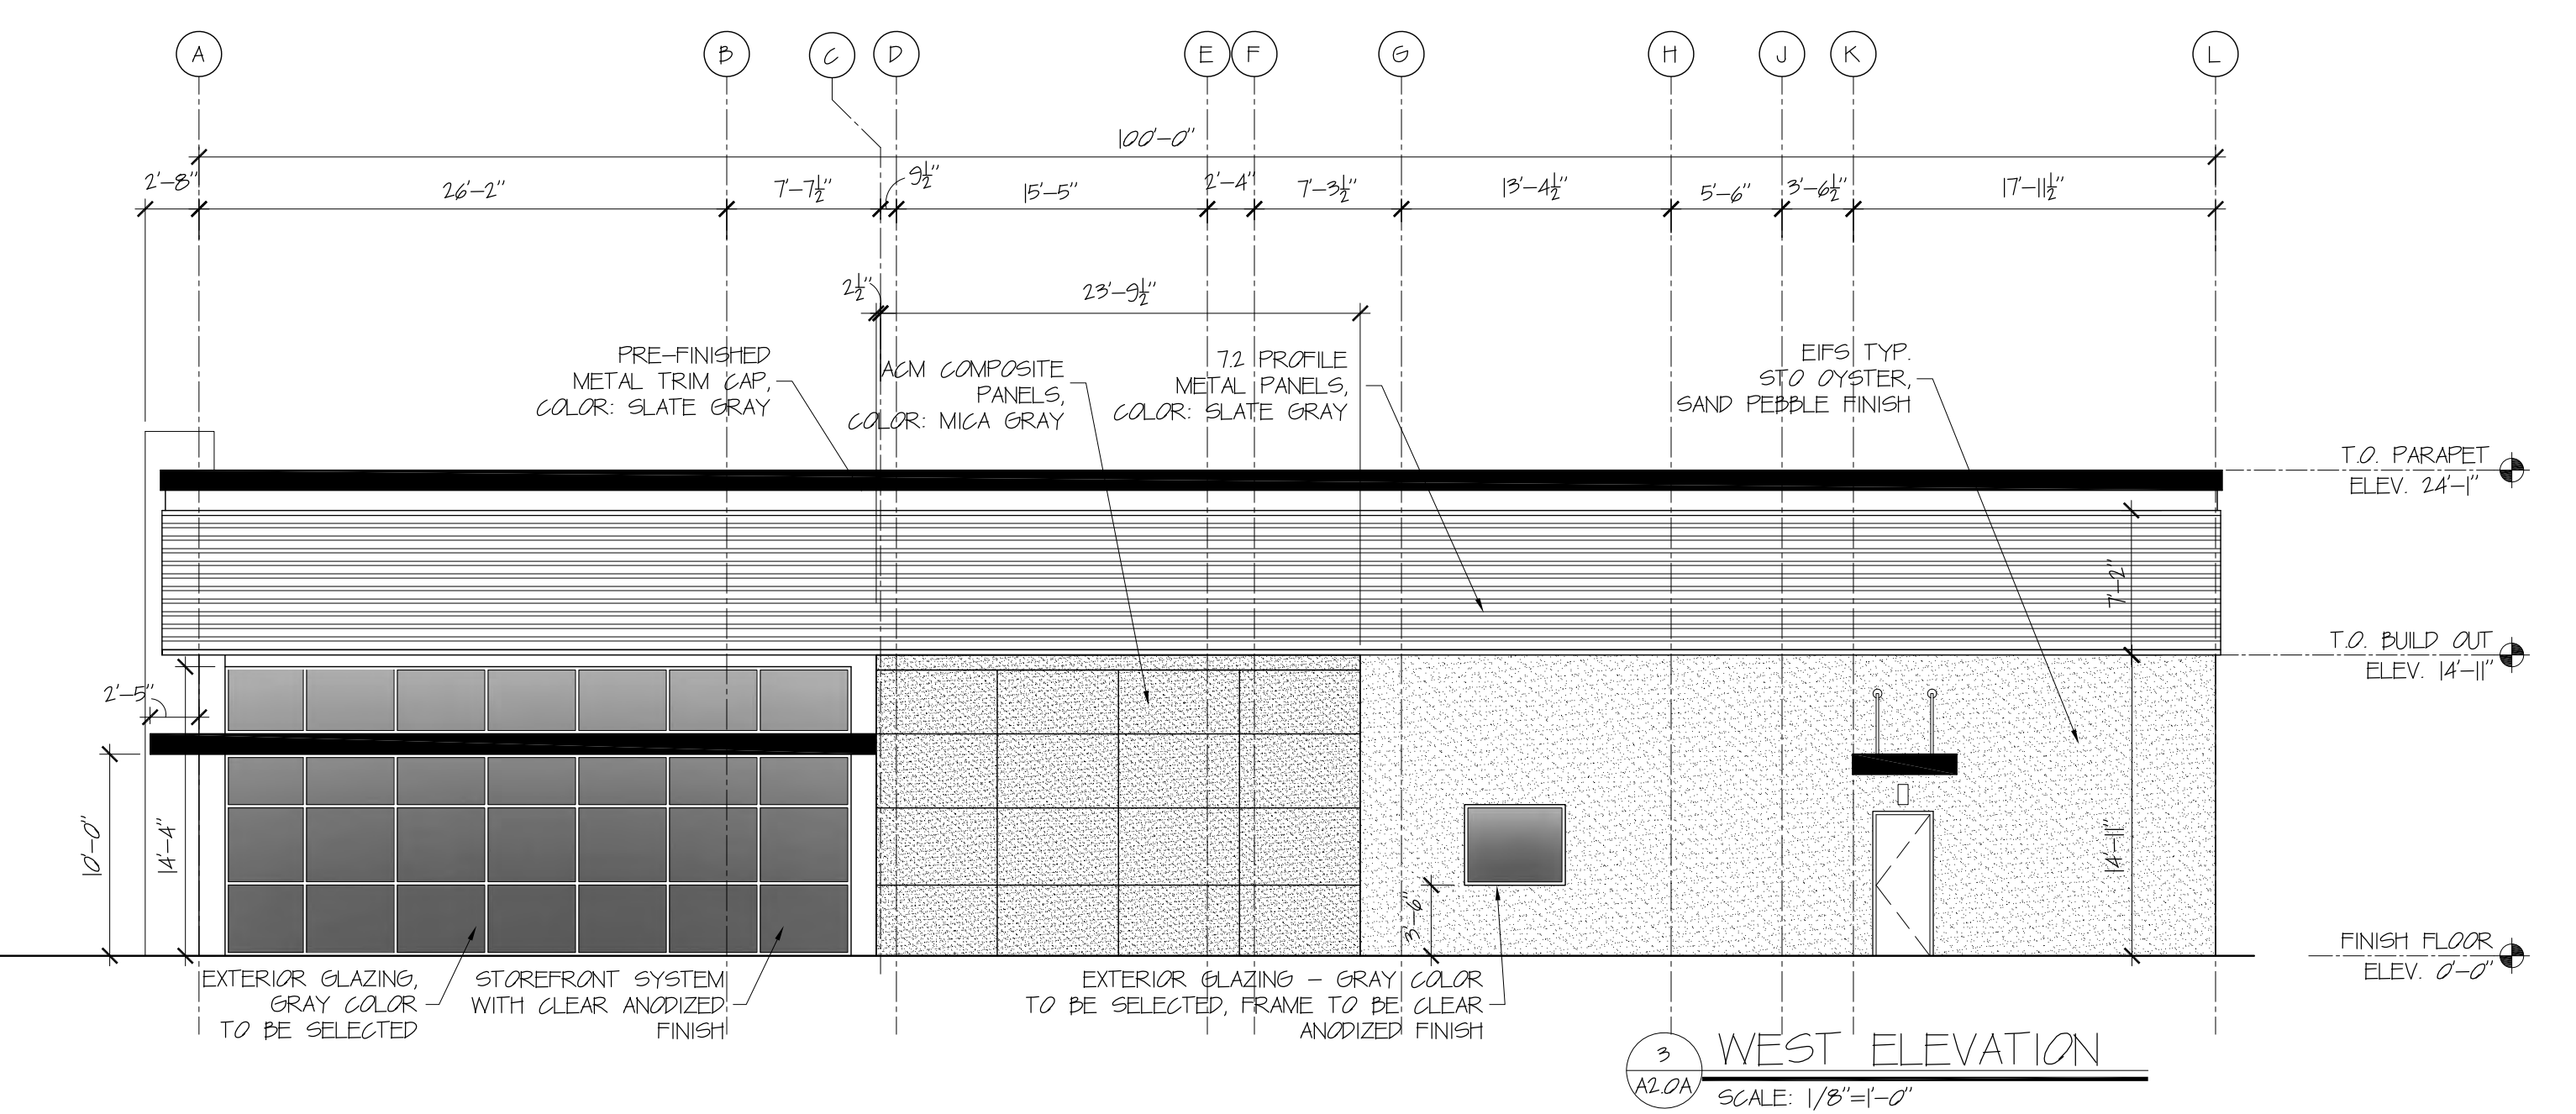 A B C D E F G H J K L
100'-0"
2'-8" 26'-2" 7'-7½" 9½" 15'-5" 2'-4" 7'-3½" 13'-4½" 5'-6" 3'-6½" 17'-11½"
2½" 23'-9½"
PRE-FINISHED
METAL TRIM CAP,
COLOR: SLATE GRAY
ACM COMPOSITE
PANELS,
COLOR: MICA GRAY
7.2 PROFILE
METAL PANELS,
COLOR: SLATE GRAY
EIFS TYP.
STO OYSTER,
SAND PEBBLE FINISH
T.O. PARAPET
ELEV. 24'-1"
7'-2"
T.O. BUILD OUT
ELEV. 14'-11"
2'-5"
10'-0"
14'-4"
3'-6"
14'-11"
FINISH FLOOR
ELEV. 0'-0"
EXTERIOR GLAZING,
GRAY COLOR
TO BE SELECTED
STOREFRONT SYSTEM
WITH CLEAR ANODIZED
FINISH
EXTERIOR GLAZING - GRAY COLOR
TO BE SELECTED, FRAME TO BE CLEAR
ANODIZED FINISH
3
A2.0A
WEST ELEVATION
SCALE: 1/8"=1'-0"